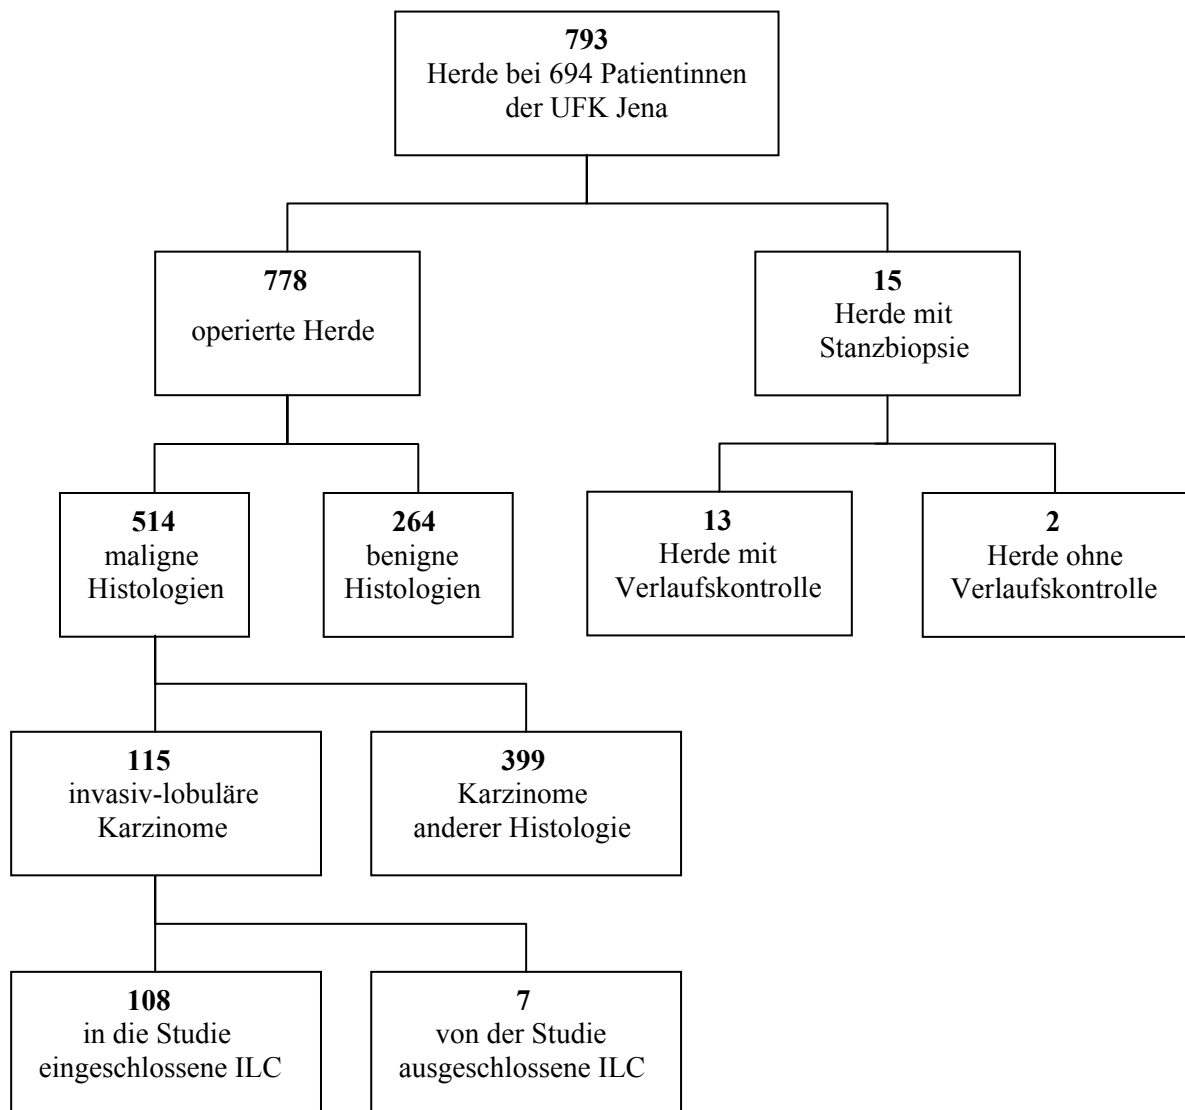 793
Herde bei 694 Patientinnen
der UFK Jena
778
operierte Herde
15
Herde mit
Stanzbiopsie
514
maligne
Histologien
264
benigne
Histologien
13
Herde mit
Verlaufskontrolle
2
Herde ohne
Verlaufskontrolle
115
invasiv-lobuläre
Karzinome
399
Karzinome
anderer Histologie
108
in die Studie
eingeschlossene ILC
7
von der Studie
ausgeschlossene ILC